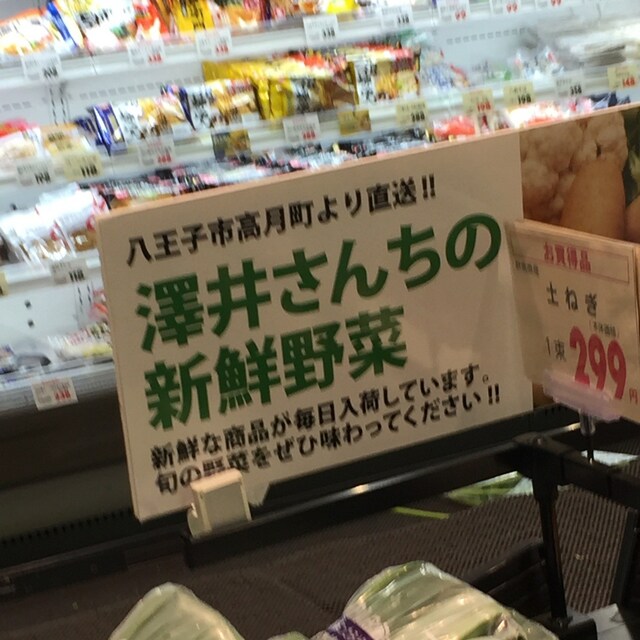 八王子市高月町より直送!!
澤井さんちの
新鮮野菜
新鮮な商品が毎日入荷しています。
旬の野菜をぜひ味わってください!!
お買得品
土ねぎ
1束
299
円